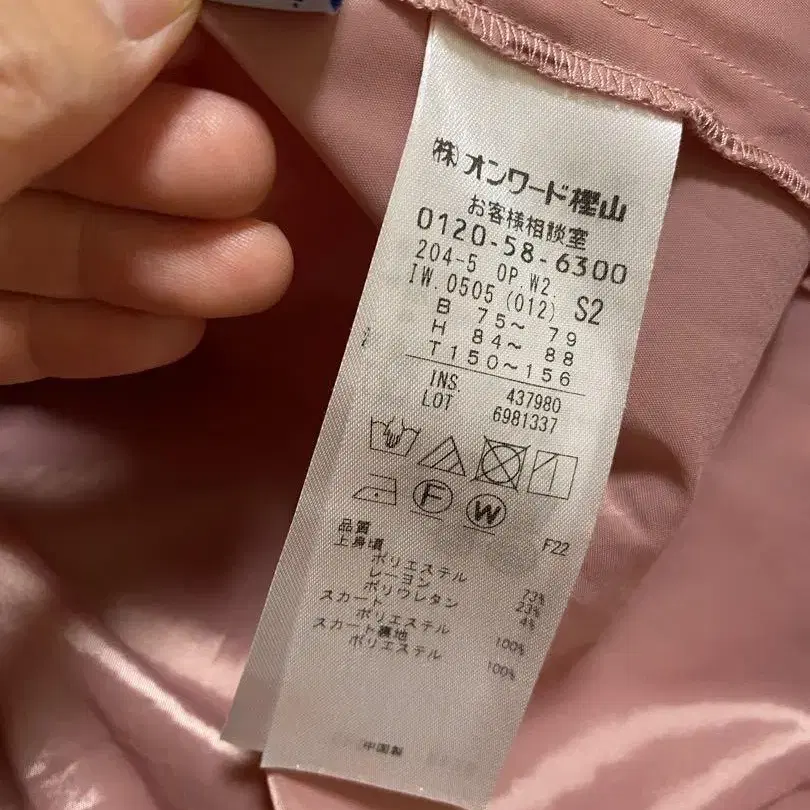 ㈱オンワード樫山
お客様相談室
0120-58-6300
204-5 OP.W2.
IW.0505(012) S2
B 75~ 79
H 84~ 88
T 150~156
INS. 437980
LOT 6981337
F W
F22
品質
上身頃
ポリエステル 73%
レーヨン 23%
ポリウレタン 4%
スカート
ポリエステル 100%
スカート裏地
ポリエステル 100%
中国製